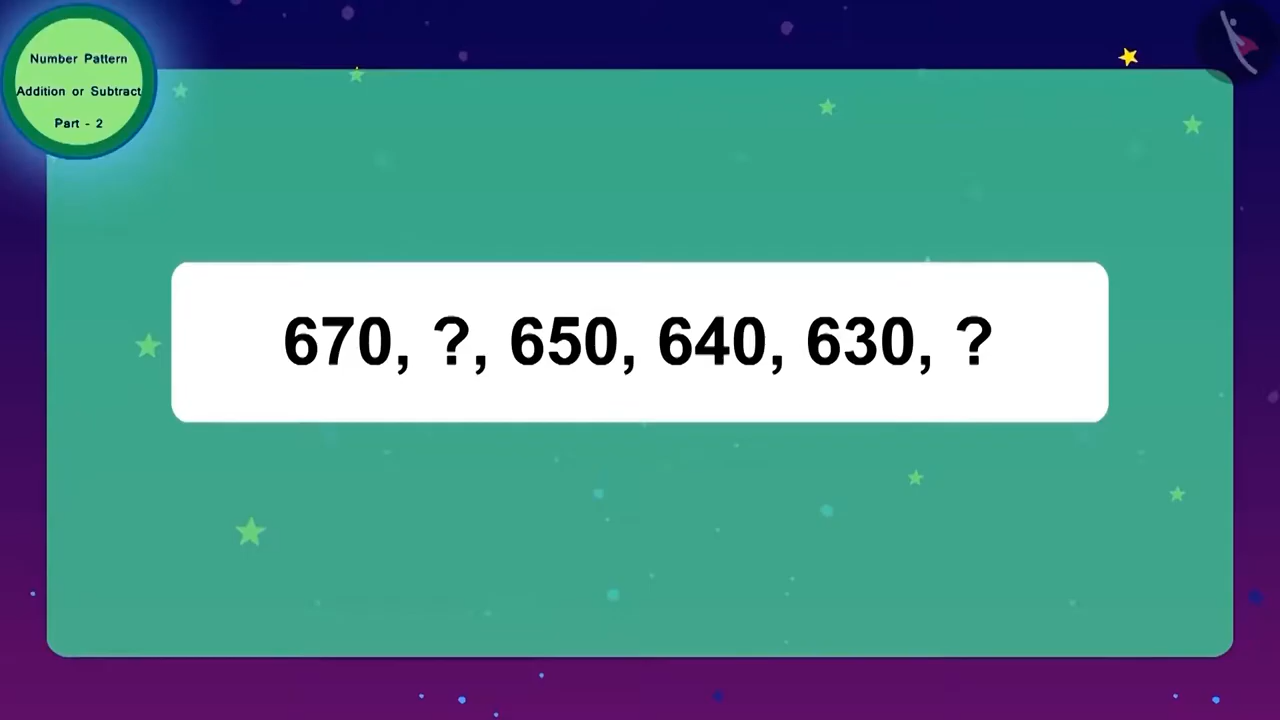 Number Pattern
Addition or Subtract
Part - 2
670, ?, 650, 640, 630, ?